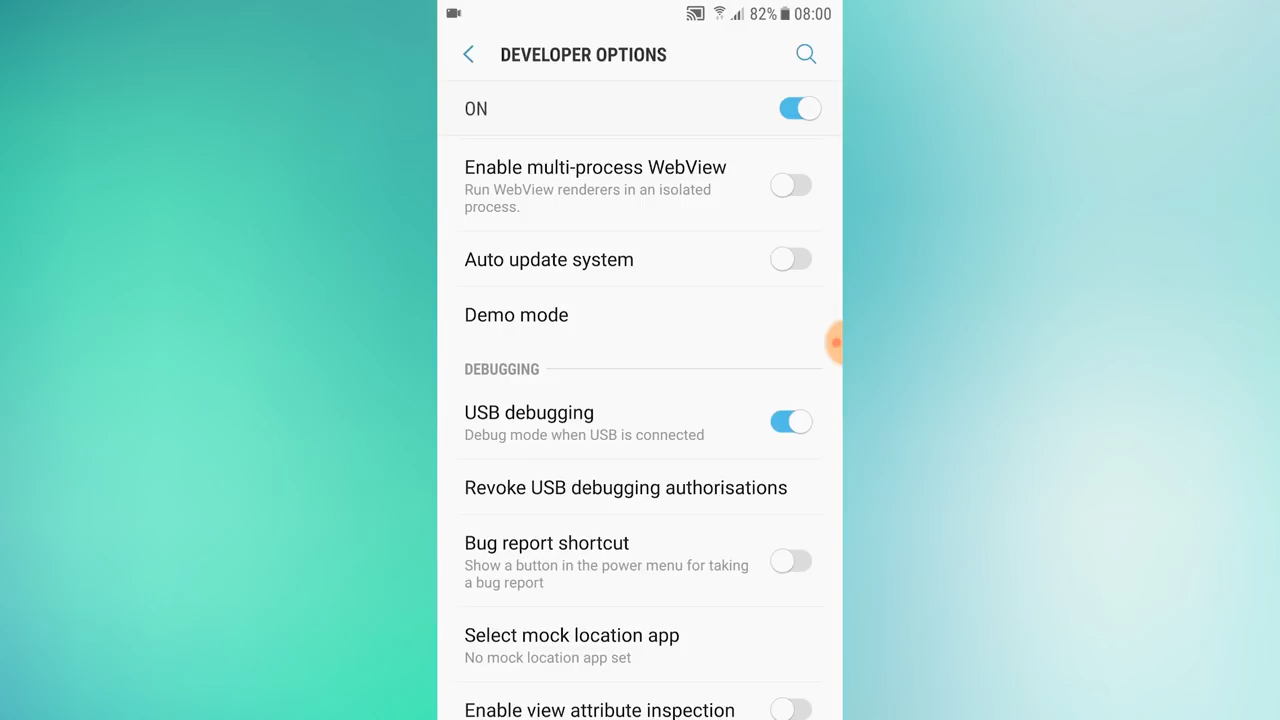 82% 08:00
DEVELOPER OPTIONS
ON
Enable multi-process WebView
Run WebView renderers in an isolated
process.
Auto update system
Demo mode
DEBUGGING
USB debugging
Debug mode when USB is connected
Revoke USB debugging authorisations
Bug report shortcut
Show a button in the power menu for taking
a bug report
Select mock location app
No mock location app set
Enable view attribute inspection